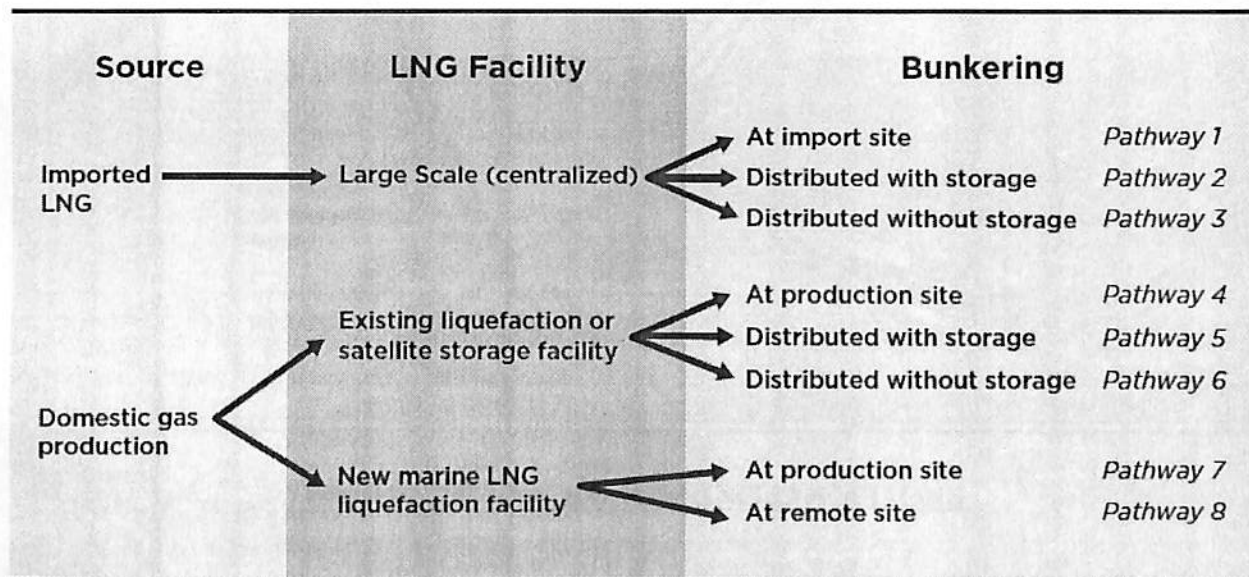 Source
LNG Facility
Bunkering
Imported
LNG
Large Scale (centralized)
At import site
Pathway 1
Distributed with storage
Pathway 2
Distributed without storage
Pathway 3
Domestic gas
production
Existing liquefaction or
satellite storage facility
At production site
Pathway 4
Distributed with storage
Pathway 5
Distributed without storage
Pathway 6
New marine LNG
liquefaction facility
At production site
Pathway 7
At remote site
Pathway 8